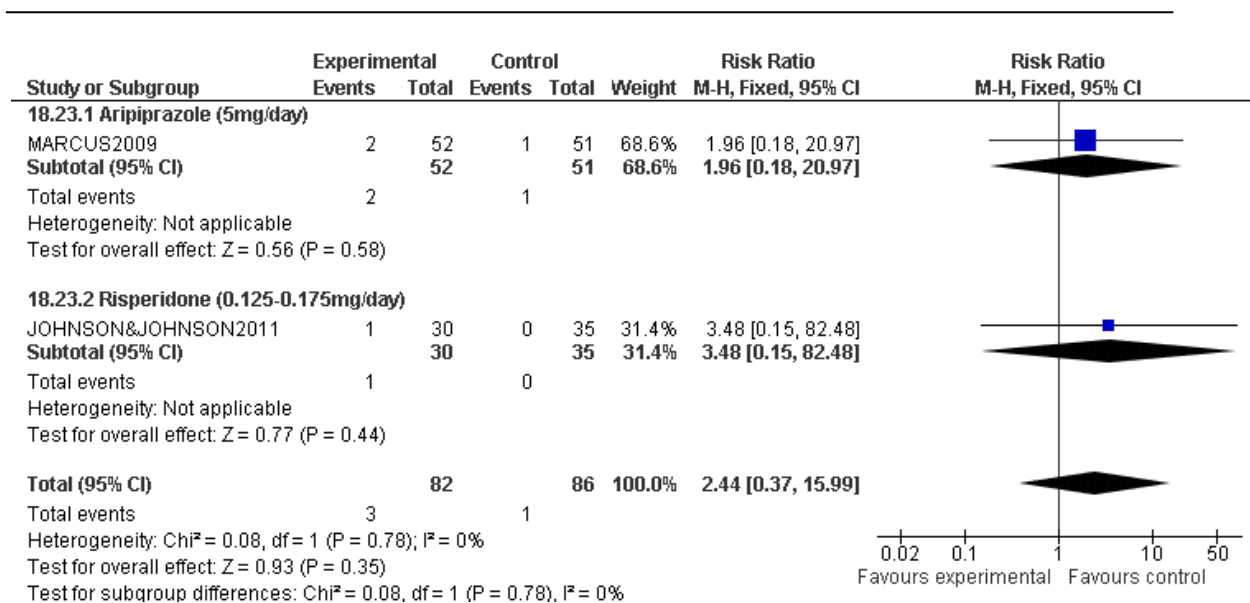 Experimental Control Risk Ratio Risk Ratio
Study or Subgroup Events Total Events Total Weight M-H, Fixed, 95% CI M-H, Fixed, 95% CI
18.23.1 Aripiprazole (5mg/day)
MARCUS2009 2 52 1 51 68.6% 1.96 [0.18, 20.97]
Subtotal (95% CI) 52 51 68.6% 1.96 [0.18, 20.97]
Total events 2 1
Heterogeneity: Not applicable
Test for overall effect: Z = 0.56 (P = 0.58)
18.23.2 Risperidone (0.125-0.175mg/day)
JOHNSON&JOHNSON2011 1 30 0 35 31.4% 3.48 [0.15, 82.48]
Subtotal (95% CI) 30 35 31.4% 3.48 [0.15, 82.48]
Total events 1 0
Heterogeneity: Not applicable
Test for overall effect: Z = 0.77 (P = 0.44)
Total (95% CI) 82 86 100.0% 2.44 [0.37, 15.99]
Total events 3 1
Heterogeneity: Chi² = 0.08, df = 1 (P = 0.78); I² = 0%
Test for overall effect: Z = 0.93 (P = 0.35)
Test for subgroup differences: Chi² = 0.08, df = 1 (P = 0.78), I² = 0%
0.02 0.1 1 10 50
Favours experimental Favours control